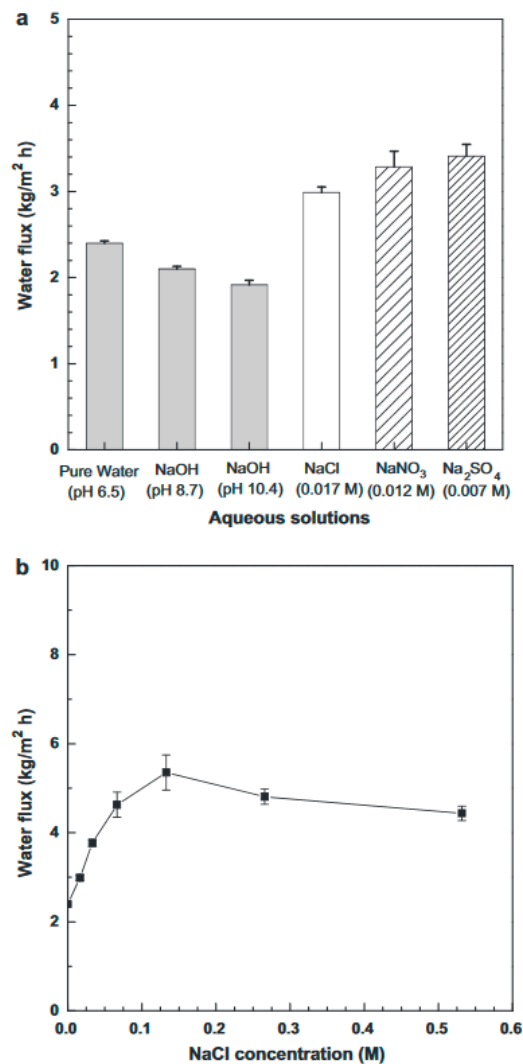 a
5
4
3
2
1
0
Water flux (kg/m² h)
Pure Water NaOH NaOH NaCl NaNO₃ Na₂SO₄
(pH 6.5) (pH 8.7) (pH 10.4) (0.017 M) (0.012 M) (0.007 M)
Aqueous solutions
b
10
8
6
4
2
0
Water flux (kg/m² h)
0.0 0.1 0.2 0.3 0.4 0.5 0.6
NaCl concentration (M)